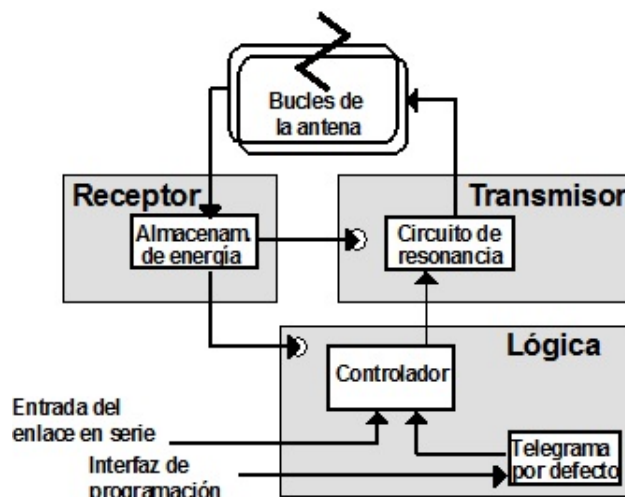 Bucles de
la antena
Receptor
Transmisor
Almacenam.
de energía
Circuito de
resonancia
Lógica
Controlador
Entrada del
enlace en serie
Telegrama
por defecto
Interfaz de
programación